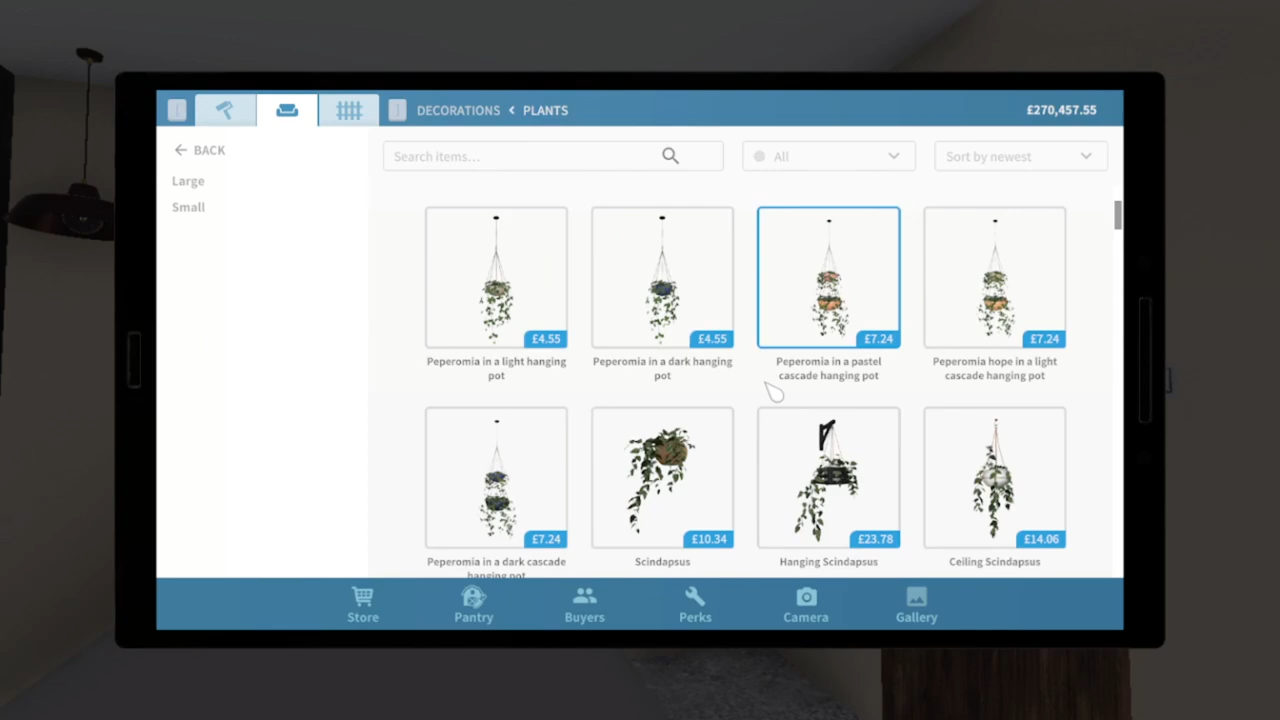 DECORATIONS < PLANTS
£270,457.55
BACK
Large
Small
Search items...
All
Sort by newest
£4.55
£4.55
£7.24
£7.24
Peperomia in a light hanging
pot
Peperomia in a dark hanging
pot
Peperomia in a pastel
cascade hanging pot
Peperomia hope in a light
cascade hanging pot
£7.24
£10.34
£23.78
£14.06
Peperomia in a dark cascade
hanging pot
Scindapsus
Hanging Scindapsus
Ceiling Scindapsus
Store
Pantry
Buyers
Perks
Camera
Gallery